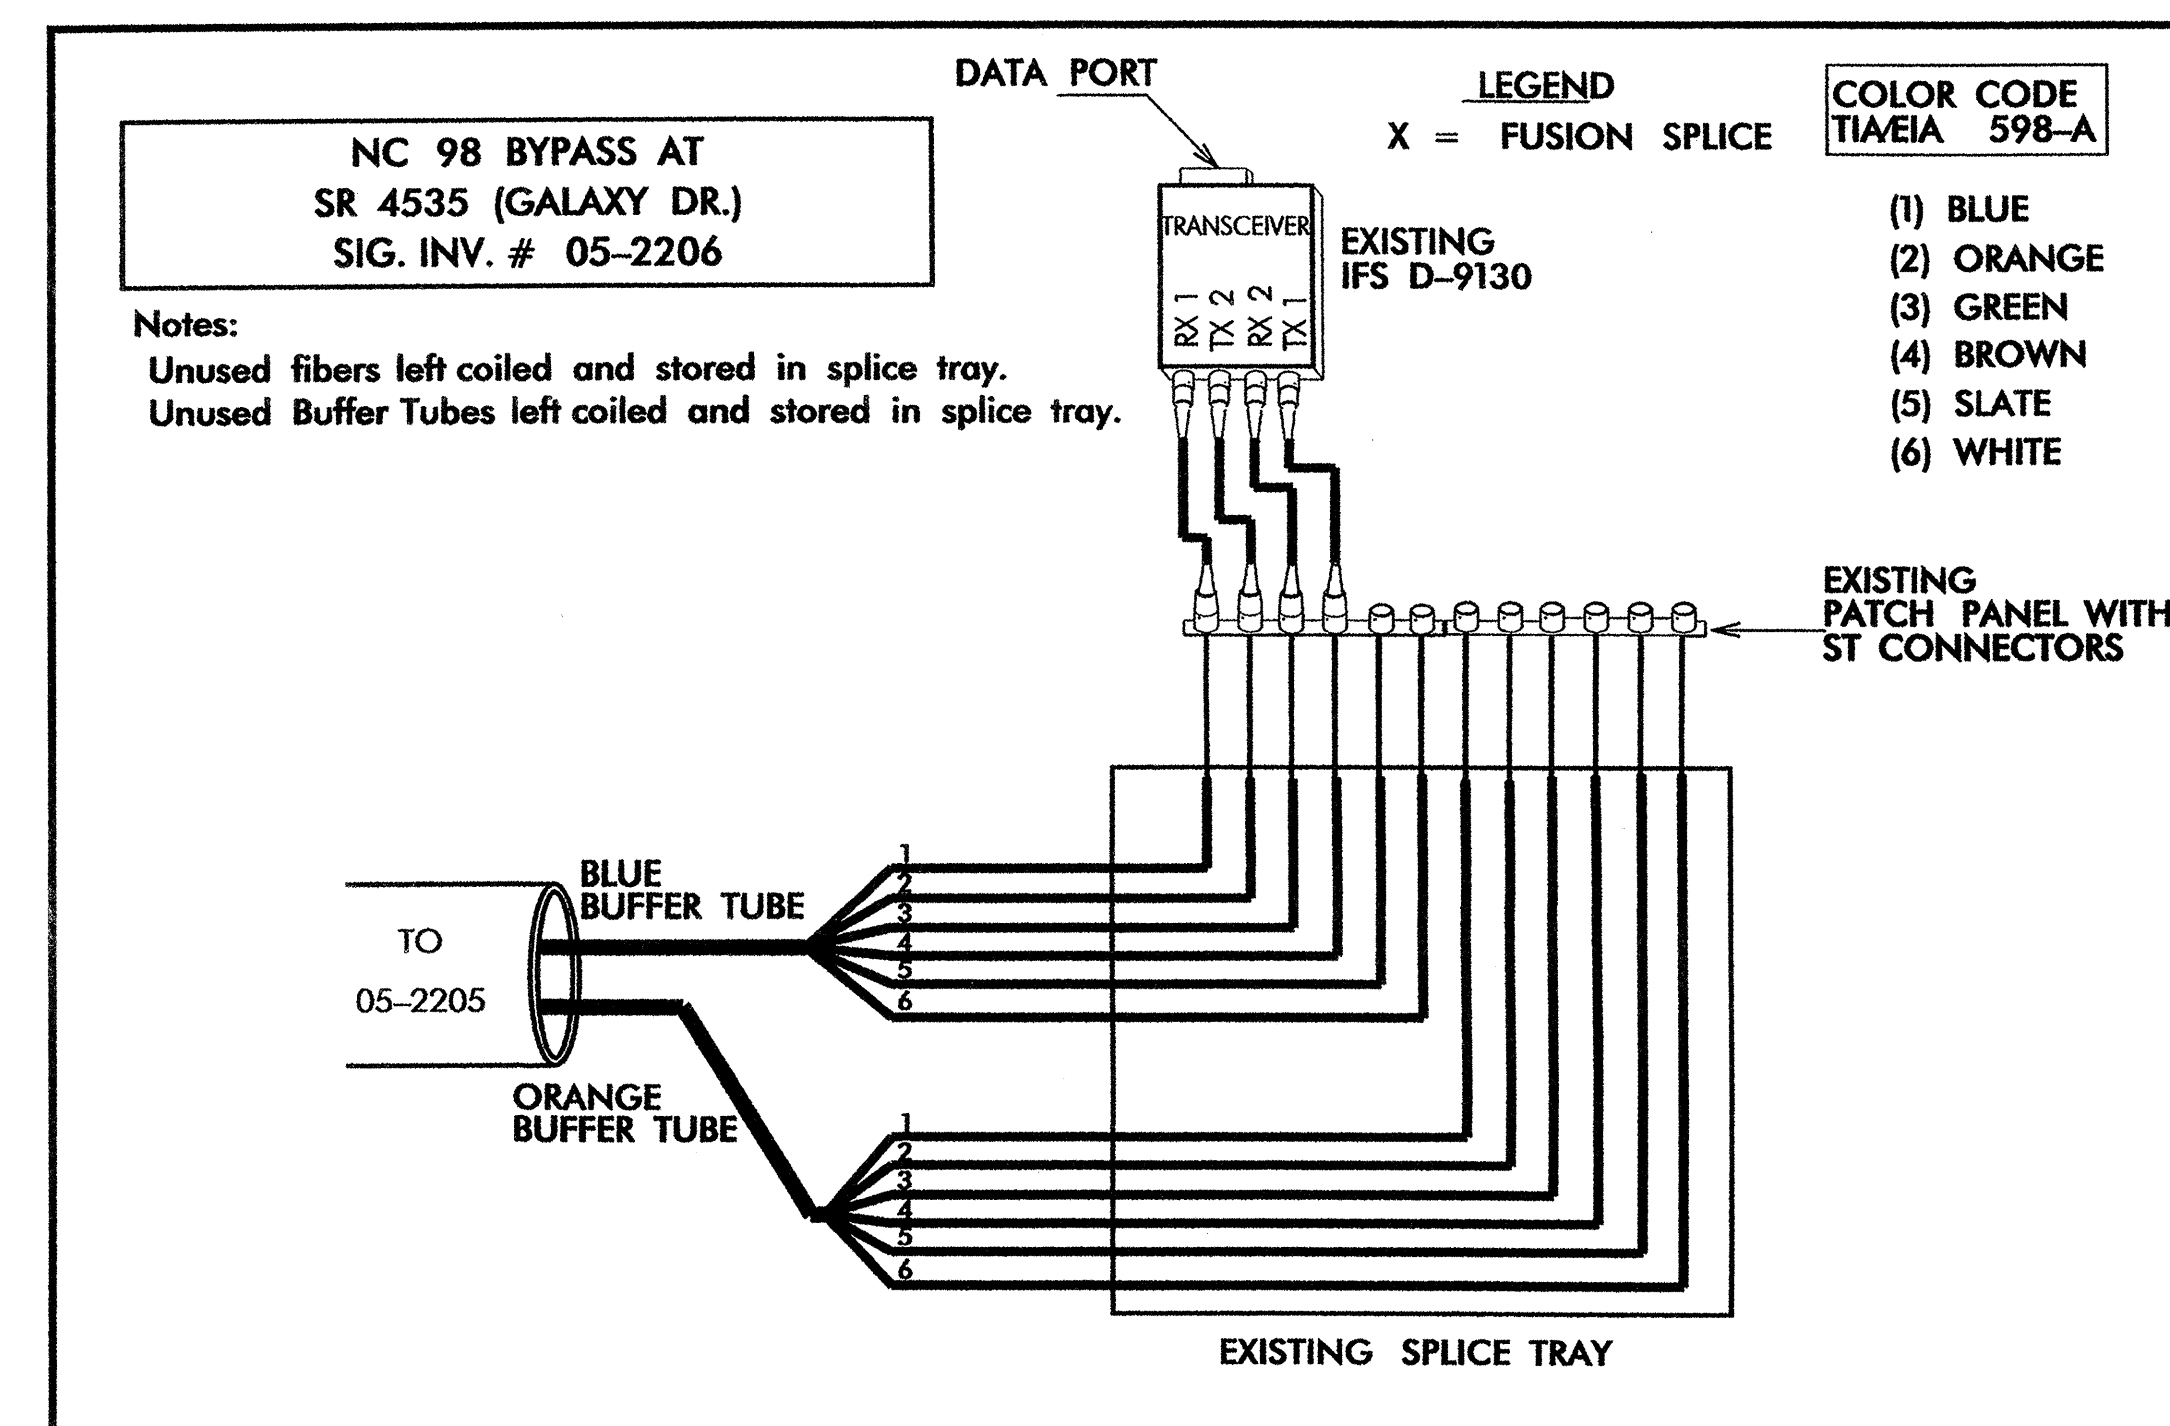 NC 98 BYPASS AT
SR 4535 (GALAXY DR.)
SIG. INV. # 05-2206
Notes:
Unused fibers left coiled and stored in splice tray.
Unused Buffer Tubes left coiled and stored in splice tray.
DATA PORT
LEGEND
X = FUSION SPLICE
COLOR CODE
TIA/EIA 598-A
(1) BLUE
(2) ORANGE
(3) GREEN
(4) BROWN
(5) SLATE
(6) WHITE
TRANSCEIVER
RX 1
TX 2
RX 2
TX 1
EXISTING
IFS D-9130
EXISTING
PATCH PANEL WITH
ST CONNECTORS
BLUE
BUFFER TUBE
1
2
3
4
5
6
TO
05-2205
ORANGE
BUFFER TUBE
1
2
3
4
5
6
EXISTING SPLICE TRAY